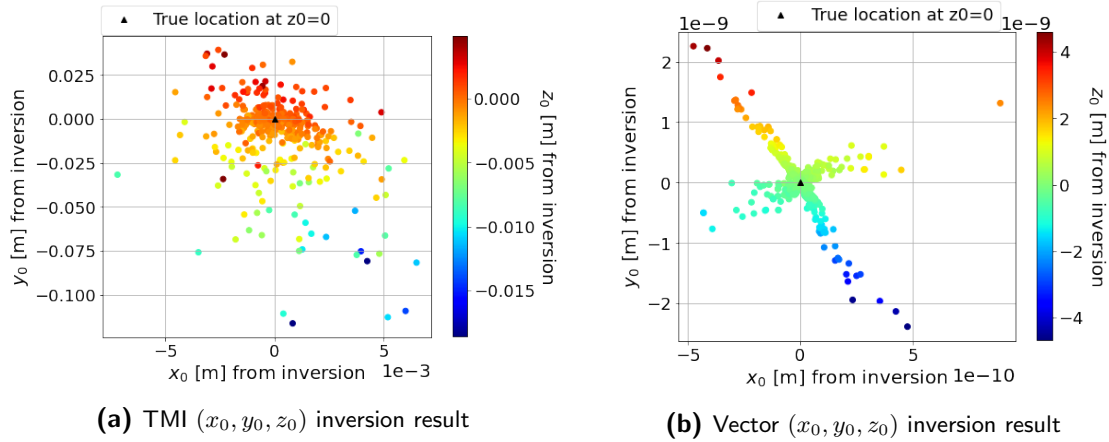 ▲ True location at z0=0
0.025
0.000
−0.025
−0.050
−0.075
−0.100
y₀ [m] from inversion
−5
0
5
x₀ [m] from inversion
1e−3
0.000
−0.005
−0.010
−0.015
z₀ [m] from inversion
(a) TMI (x₀, y₀, z₀) inversion result
▲ True location at z0=0
1e−9
2
1
0
−1
−2
y₀ [m] from inversion
−5
0
5
x₀ [m] from inversion
1e−10
1e−9
4
2
0
−2
−4
z₀ [m] from inversion
(b) Vector (x₀, y₀, z₀) inversion result